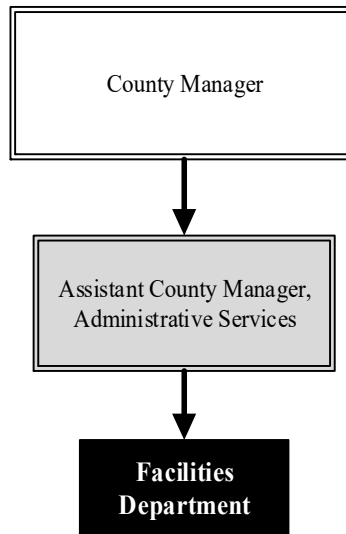 County Manager
Assistant County Manager,
Administrative Services
Facilities
Department